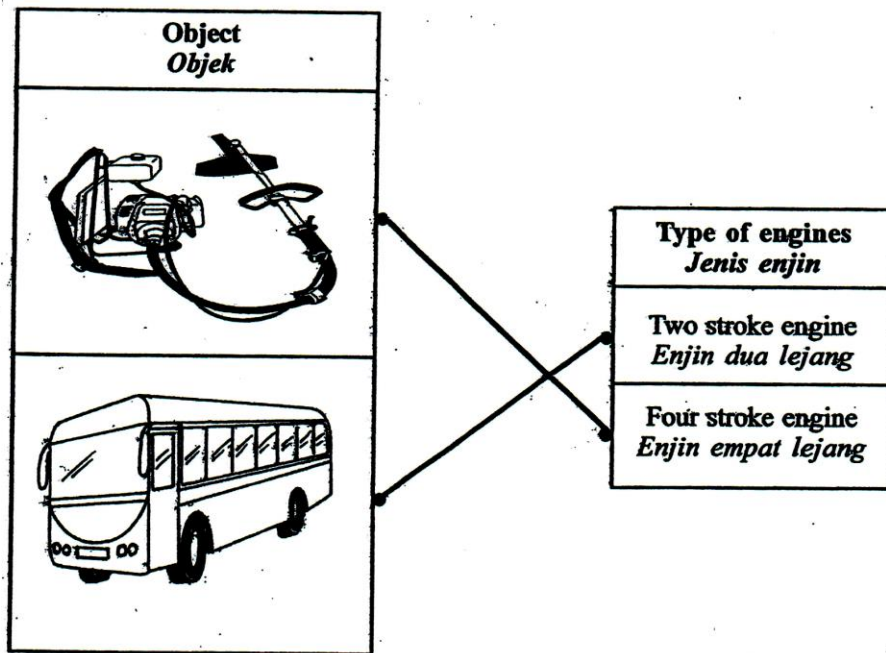 Object
Objek
Type of engines
Jenis enjin
Two stroke engine
Enjin dua lejang
Four stroke engine
Enjin empat lejang